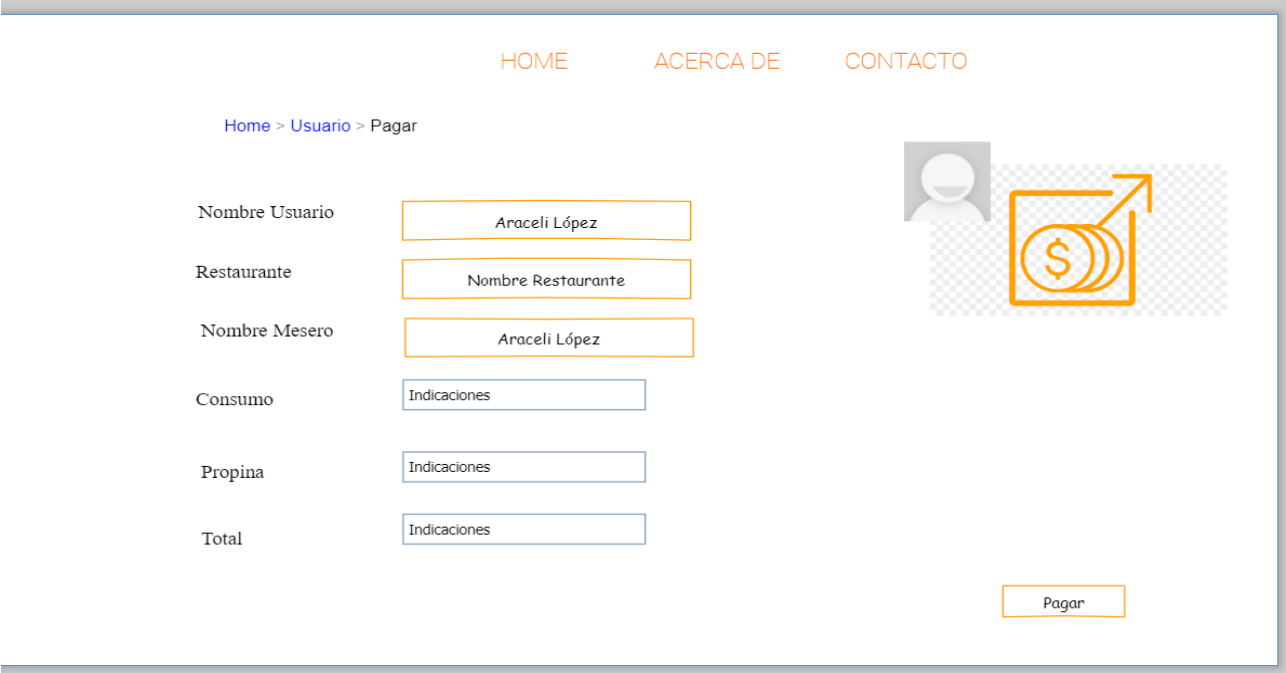 HOME ACERCA DE CONTACTO
Home > Usuario > Pagar
Nombre Usuario Araceli López
Restaurante Nombre Restaurante
Nombre Mesero Araceli López
Consumo Indicaciones
Propina Indicaciones
Total Indicaciones
$
Pagar